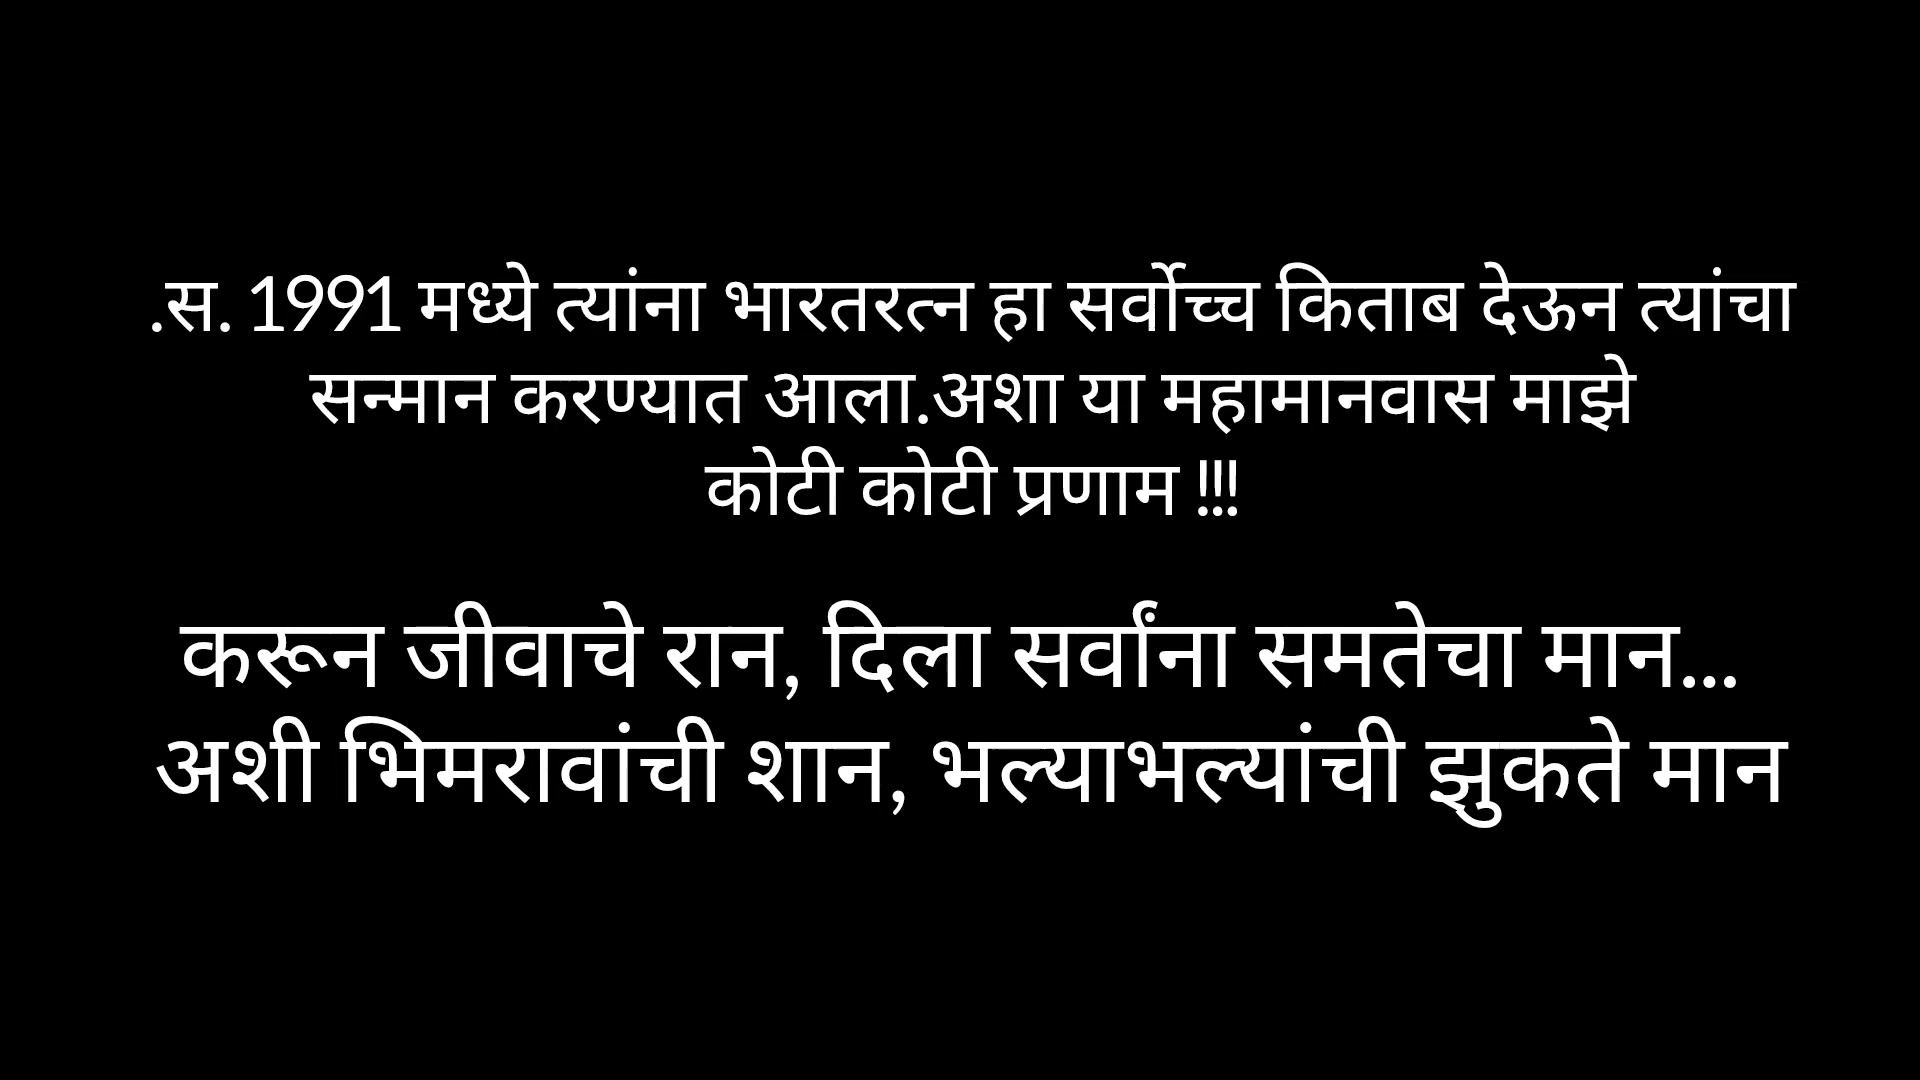 .स. 1991 मध्ये त्यांना भारतरत्न हा सर्वोच्च किताब देऊन त्यांचा
सन्मान करण्यात आला.अशा या महामानवास माझे
कोटी कोटी प्रणाम !!!
करून जीवाचे रान, दिला सर्वांना समतेचा मान...
अशी भिमरावांची शान, भल्याभल्यांची झुकते मान